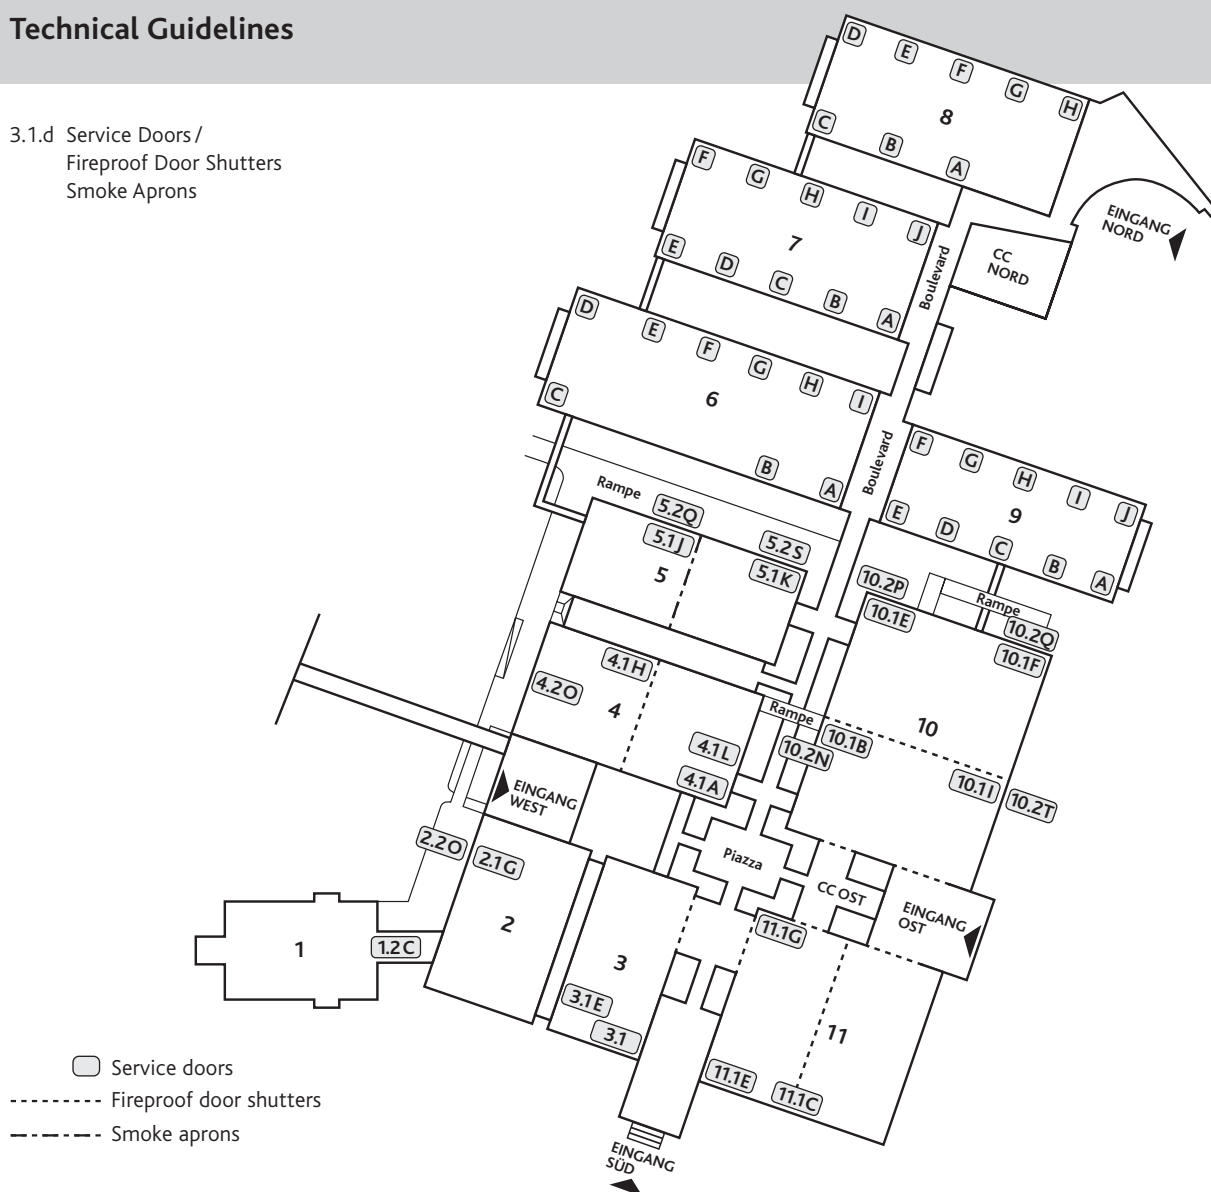 Technical Guidelines
3.1.d Service Doors /
Fireproof Door Shutters
Smoke Aprons
D
E
F
G
H
8
C
B
A
EINGANG
NORD
F
G
H
I
J
7
E
D
C
B
A
Boulevard
CC
NORD
D
E
F
G
H
I
6
C
B
A
Boulevard
F
G
H
I
J
9
E
D
C
B
A
Rampe
5.2Q
5.1J
5.2S
5.1K
5
10.2P
10.1E
Rampe
10.2Q
10.1F
4.1H
4.2O
4
4.1L
4.1A
Rampe
10.2N
10.1B
10
10.1I
10.2T
EINGANG
WEST
2.2O
2.1G
2
Piazza
CC OST
EINGANG
OST
1
1.2C
3
3.1E
3.1
11.1G
11
11.1E
11.1C
EINGANG
SÜD
Service doors
Fireproof door shutters
Smoke aprons